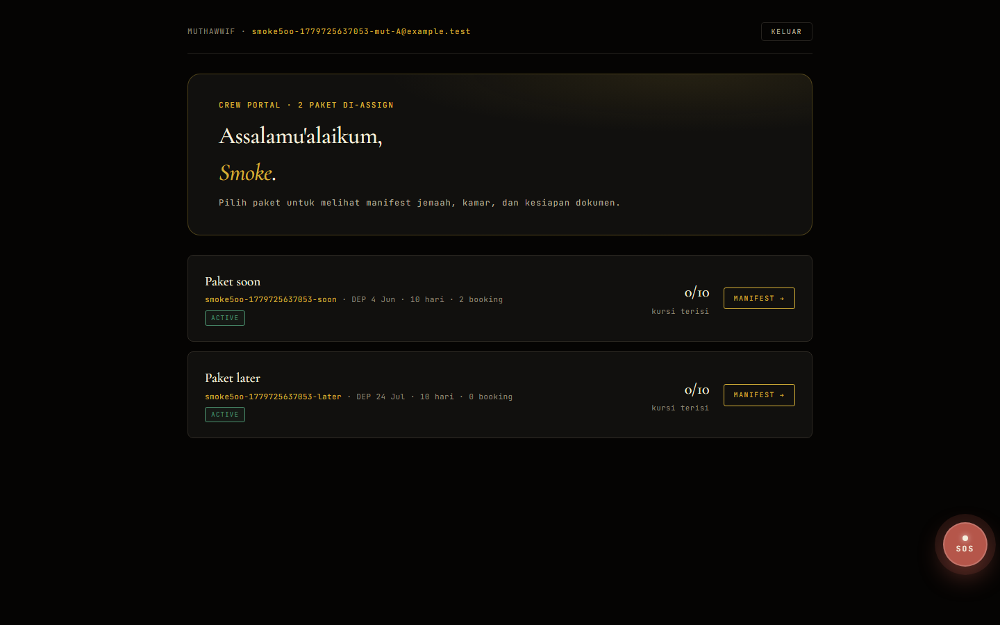 MUTHAWWIF · smoke5oo-1779725637053-mut-A@example.test
KELUAR
CREW PORTAL · 2 PAKET DI-ASSIGN
Assalamu'alaikum,
Smoke.
Pilih paket untuk melihat manifest jemaah, kamar, dan kesiapan dokumen.
Paket soon
smoke5oo-1779725637053-soon · DEP 4 Jun · 10 hari · 2 booking
ACTIVE
0/10
kursi terisi
MANIFEST →
Paket later
smoke5oo-1779725637053-later · DEP 24 Jul · 10 hari · 0 booking
ACTIVE
0/10
kursi terisi
MANIFEST →
SOS